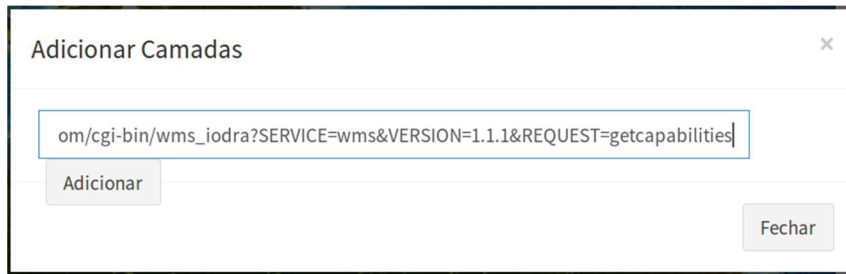 Adicionar Camadas
×
om/cgi-bin/wms_iodra?SERVICE=wms&VERSION=1.1.1&REQUEST=getcapabilities
Adicionar
Fechar